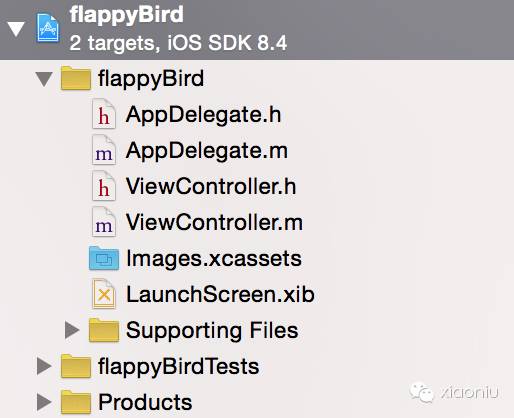 flappyBird
2 targets, iOS SDK 8.4
flappyBird
h AppDelegate.h
m AppDelegate.m
h ViewController.h
m ViewController.m
Images.xcassets
LaunchScreen.xib
Supporting Files
flappyBirdTests
Products
xiaoniu